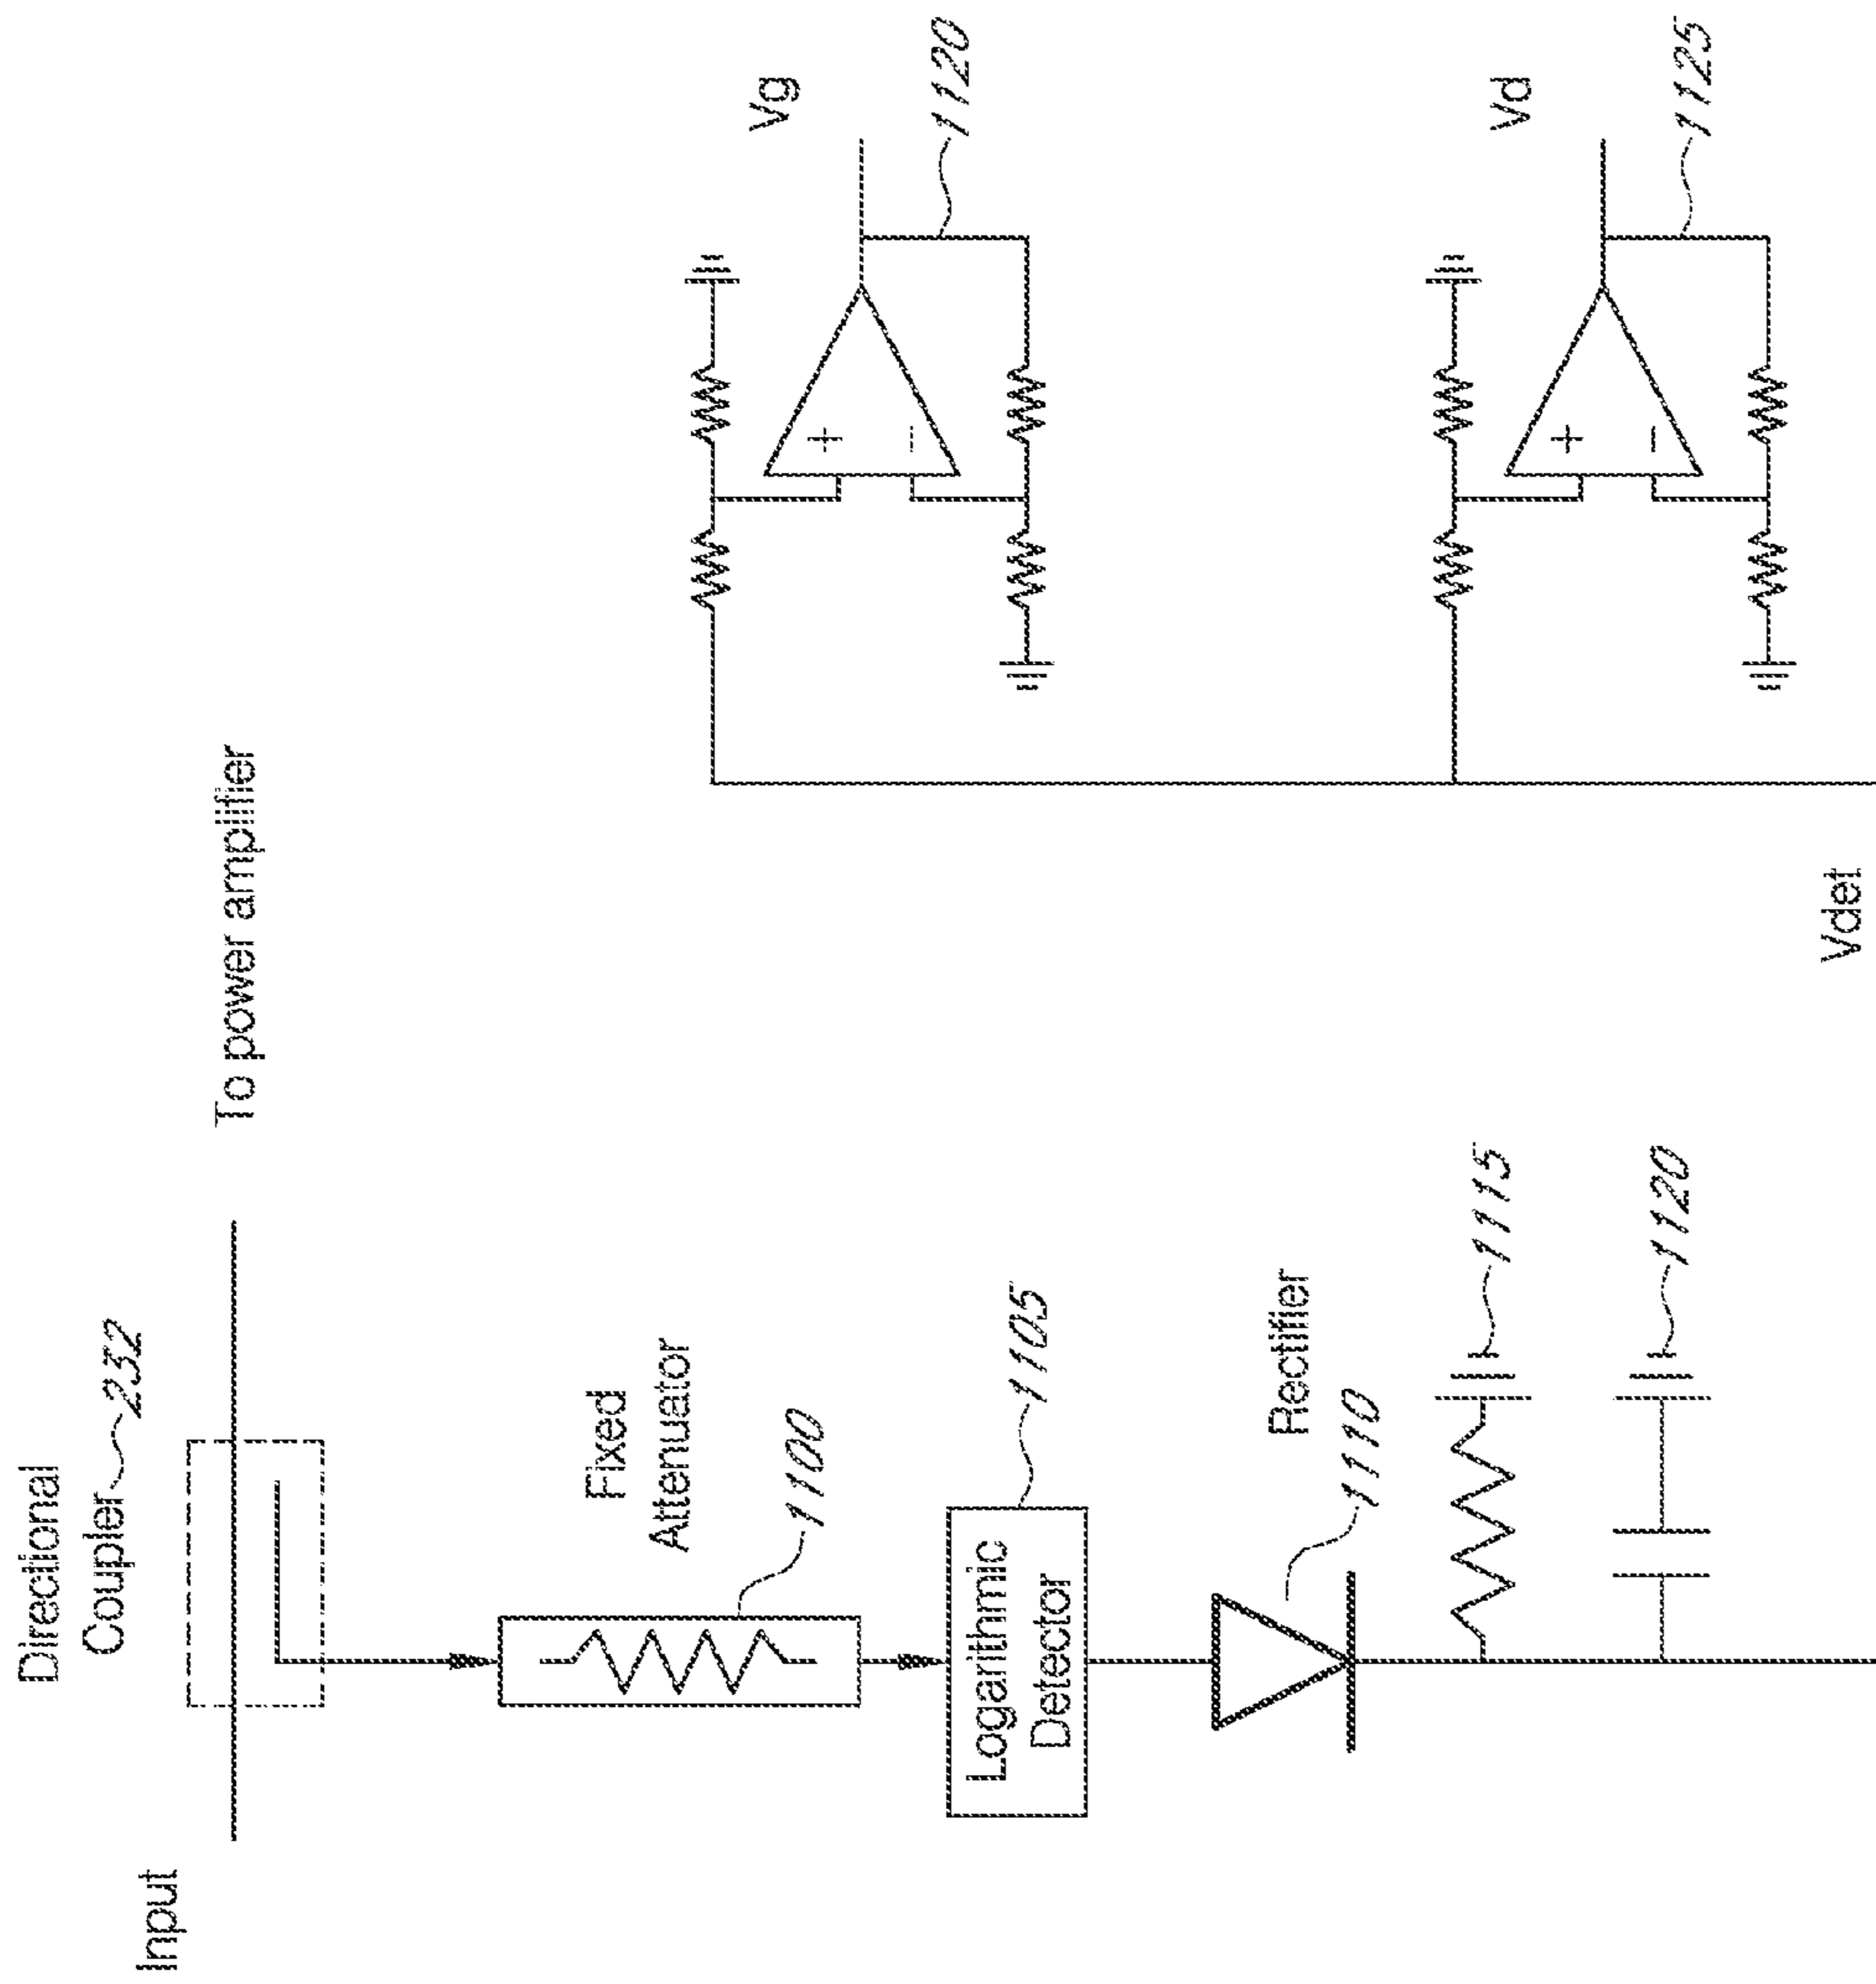 Directional
Coupler 232
Input
To power amplifier
Fixed
Attenuator
1100
Logarithmic
Detector
1105
Rectifier
1110
1115
1120
Vdet
Vg
+
−
1120
Vd
+
−
1125